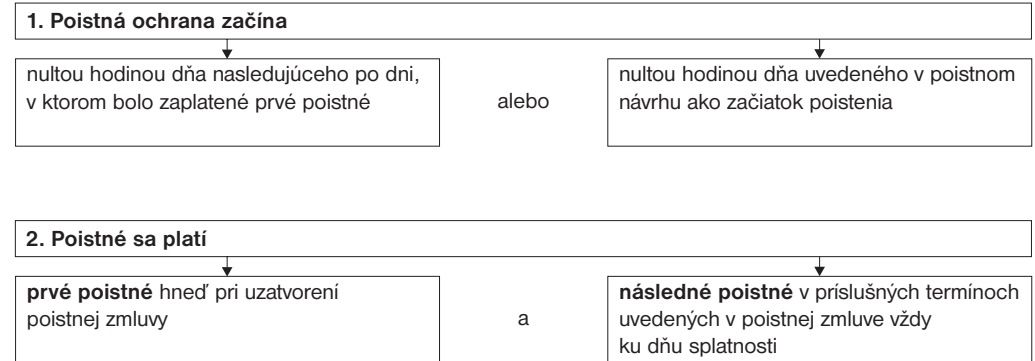 1. Poistná ochrana začína
nultou hodinou dňa nasledujúceho po dni,
v ktorom bolo zaplatené prvé poistné
alebo
nultou hodinou dňa uvedeného v poistnom
návrhu ako začiatok poistenia
2. Poistné sa platí
prvé poistné hneď pri uzatvorení
poistnej zmluvy
a
následné poistné v príslušných termínoch
uvedených v poistnej zmluve vždy
ku dňu splatnosti